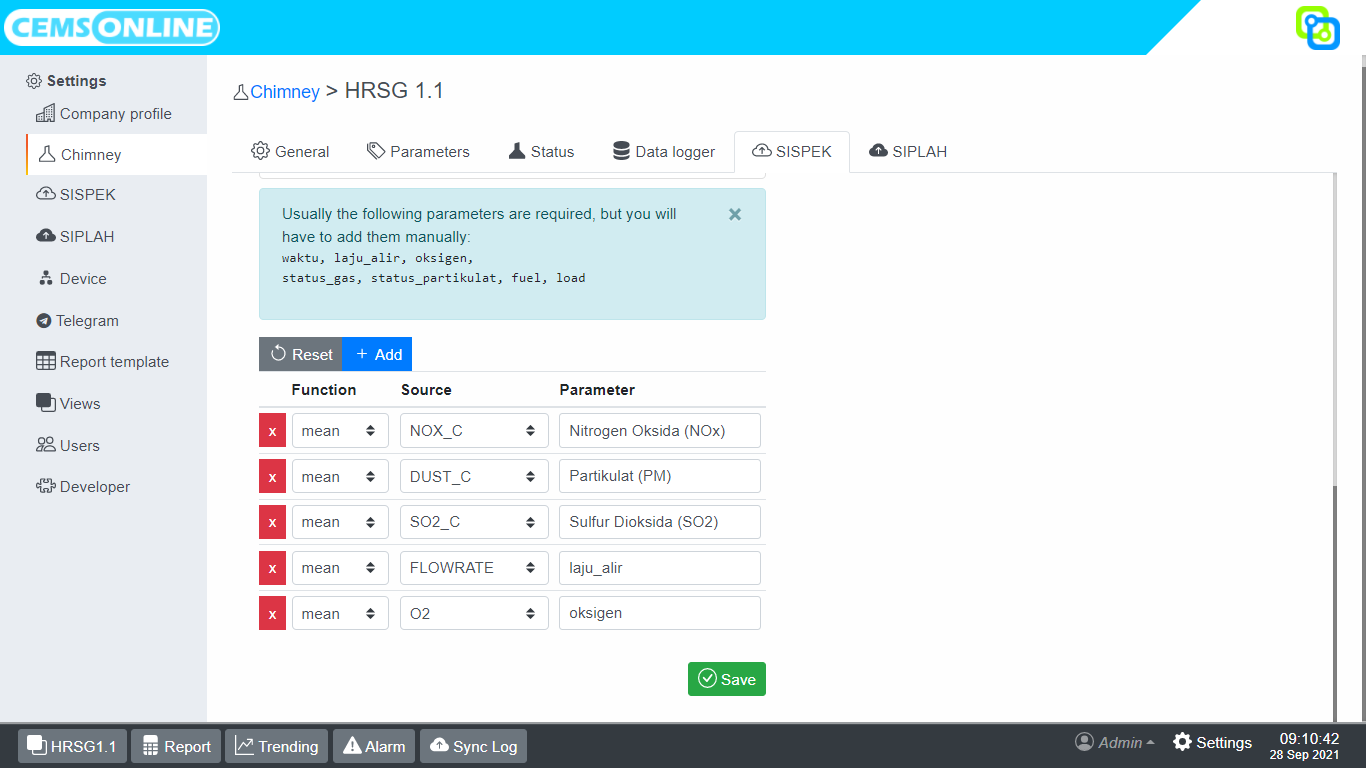 CEMSONLINE
Settings
Company profile
Chimney
SISPEK
SIPLAH
Device
Telegram
Report template
Views
Users
Developer
Chimney > HRSG 1.1
General Parameters Status Data logger SISPEK SIPLAH
Usually the following parameters are required, but you will
have to add them manually:
waktu, laju_alir, oksigen,
status_gas, status_partikulat, fuel, load
×
Reset + Add
Function Source Parameter
x mean NOX_C Nitrogen Oksida (NOx)
x mean DUST_C Partikulat (PM)
x mean SO2_C Sulfur Dioksida (SO2)
x mean FLOWRATE laju_alir
x mean O2 oksigen
Save
HRSG1.1 Report Trending Alarm Sync Log
Admin Settings
09:10:42
28 Sep 2021